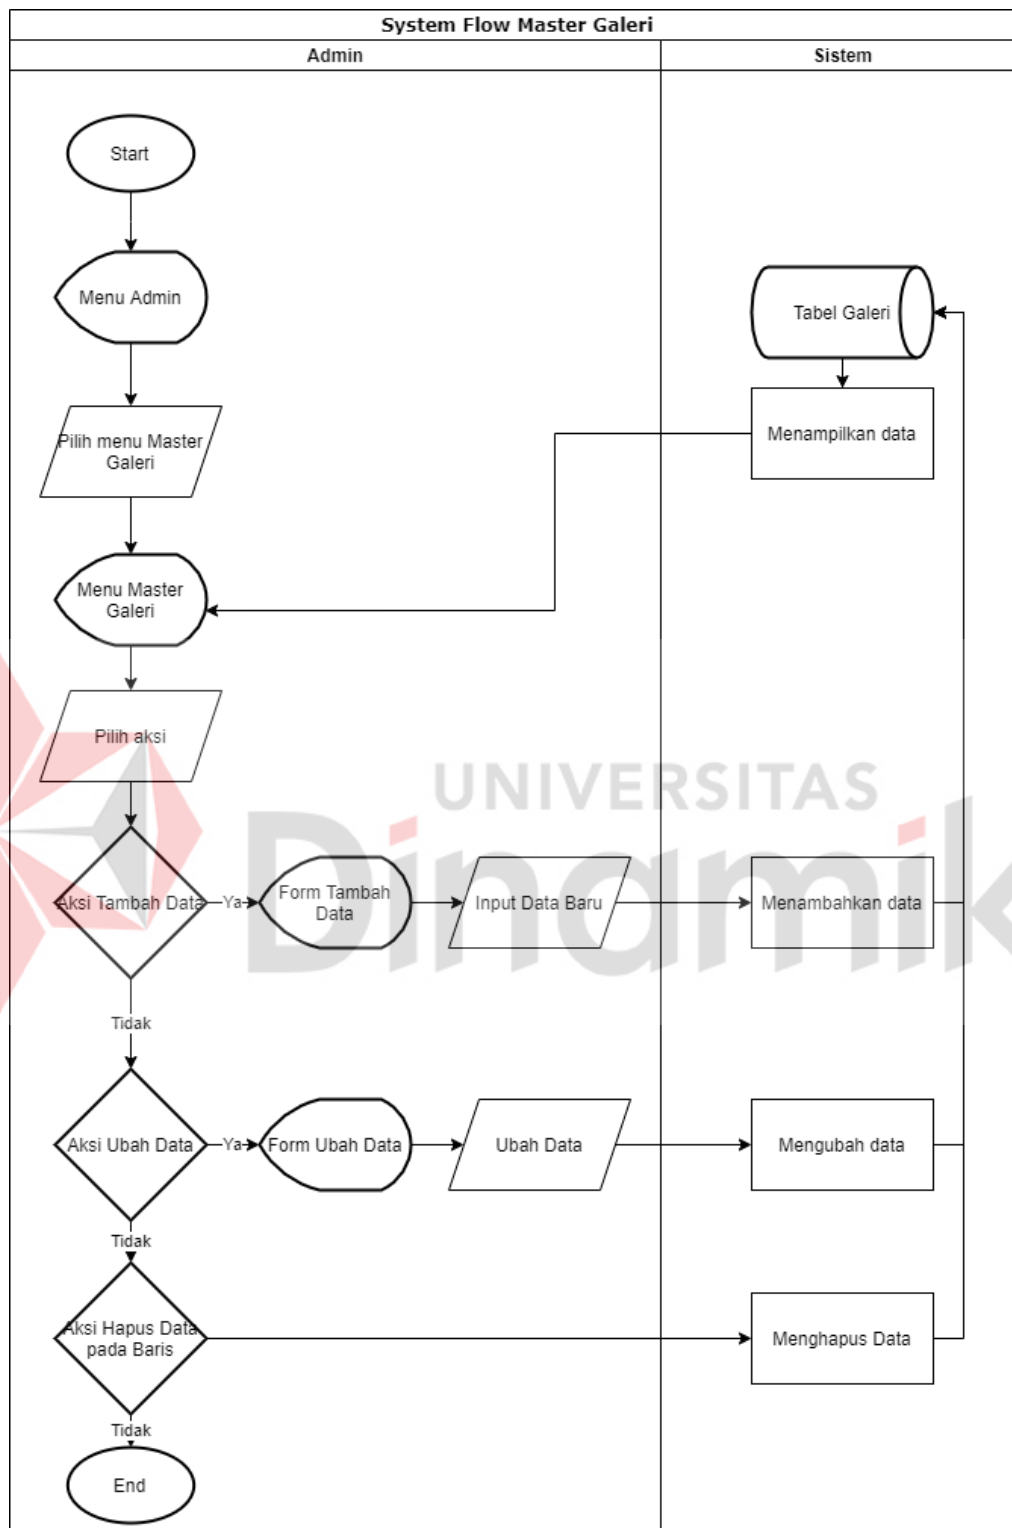 System Flow Master Galeri
Admin
Sistem
Start
Menu Admin
Tabel Galeri
Pilih menu Master
Galeri
Menampilkan data
Menu Master
Galeri
Pilih aksi
UNIVERSITAS
Dinamik
Aksi Tambah Data
Ya
Form Tambah
Data
Input Data Baru
Menambahkan data
Tidak
Aksi Ubah Data
Ya
Form Ubah Data
Ubah Data
Mengubah data
Tidak
Aksi Hapus Data
pada Baris
Menghapus Data
Tidak
End